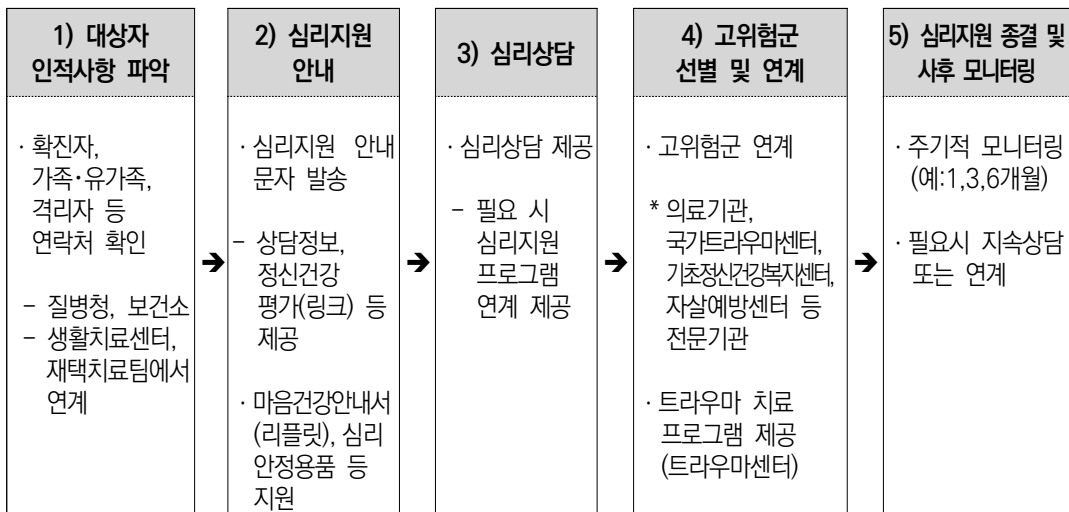 1) 대상자
인적사항 파악
· 확진자,
가족·유가족,
격리자 등
연락처 확인
- 질병청, 보건소
- 생활치료센터,
재택치료팀에서
연계
➔
2) 심리지원
안내
· 심리지원 안내
문자 발송
- 상담정보,
정신건강
평가(링크) 등
제공
· 마음건강안내서
(리플릿), 심리
안정용품 등
지원
➔
3) 심리상담
· 심리상담 제공
- 필요 시
심리지원
프로그램
연계 제공
➔
4) 고위험군
선별 및 연계
· 고위험군 연계
* 의료기관,
국가트라우마센터,
기초정신건강복지센터,
자살예방센터 등
전문기관
· 트라우마 치료
프로그램 제공
(트라우마센터)
➔
5) 심리지원 종결 및
사후 모니터링
· 주기적 모니터링
(예:1,3,6개월)
· 필요시 지속상담
또는 연계